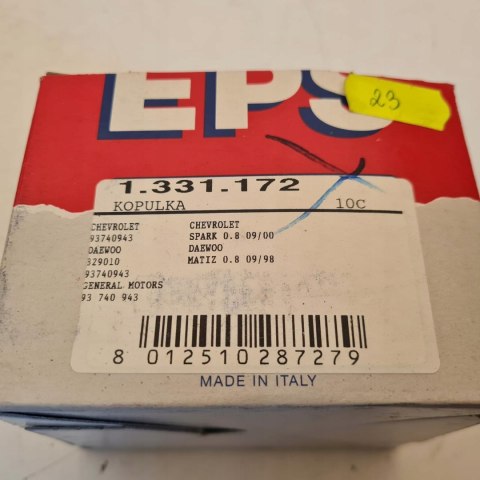 EPS
23
1.331.172
KOPULKA 10C
CHEVROLET CHEVROLET
93740943 SPARK 0.8 09/00
DAEWOO DAEWOO
329010 MATIZ 0.8 09/98
93740943
GENERAL MOTORS
93 740 943
8 012510 287279
MADE IN ITALY